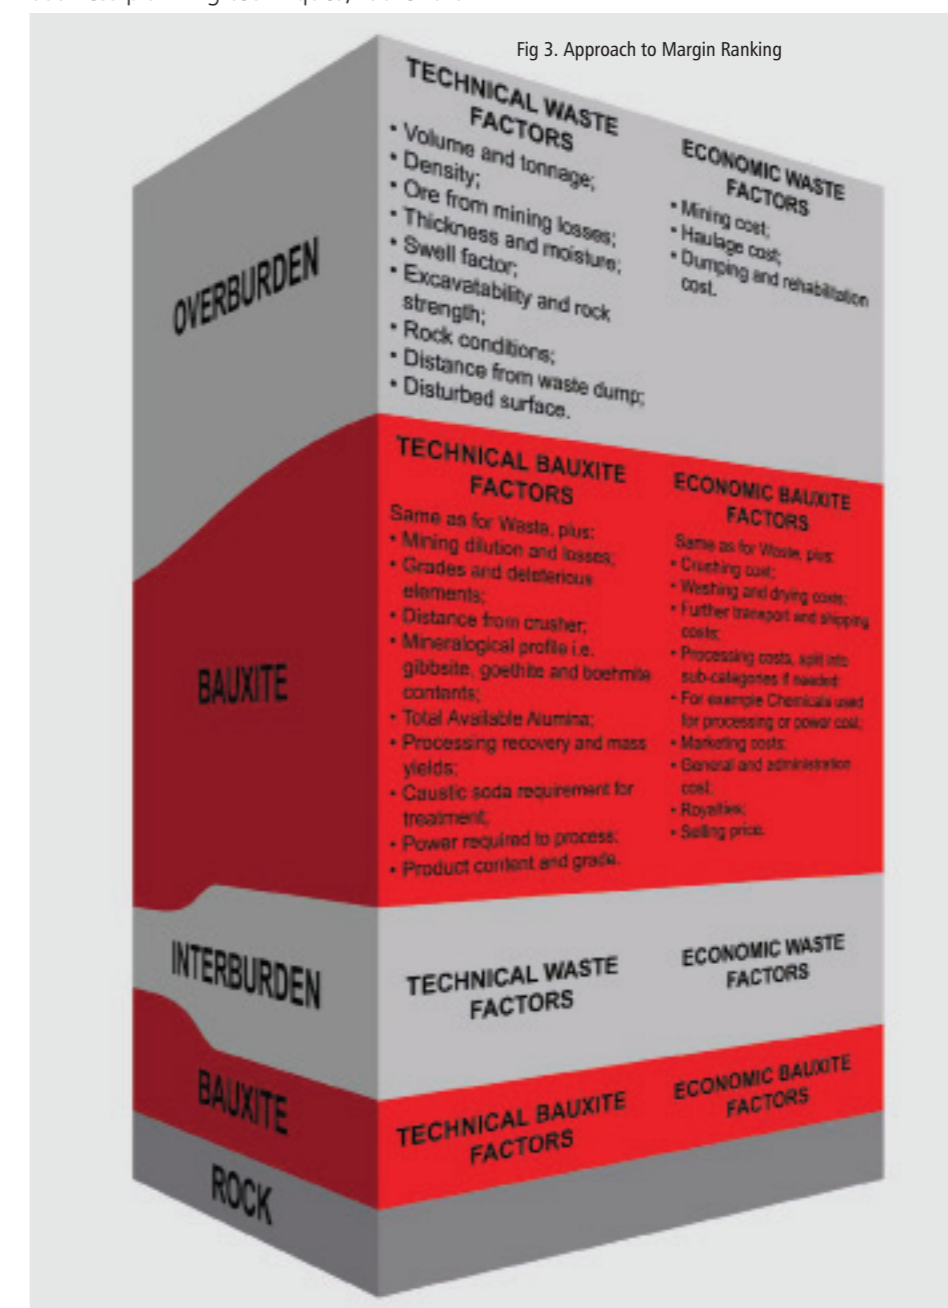 Fig 3. Approach to Margin Ranking
OVERBURDEN
TECHNICAL WASTE
FACTORS
• Volume and tonnage;
• Density;
• Ore from mining losses;
• Thickness and moisture;
• Swell factor;
• Excavatability and rock
strength;
• Rock conditions;
• Distance from waste dump;
• Disturbed surface.
ECONOMIC WASTE
FACTORS
• Mining cost;
• Haulage cost;
• Dumping and rehabilitation
cost.
BAUXITE
TECHNICAL BAUXITE
FACTORS
Same as for Waste, plus:
• Mining dilution and losses;
• Grades and deleterious
elements;
• Distance from crusher;
• Mineralogical profile i.e.
gibbsite, goethite and boehmite
contents;
• Total Available Alumina;
• Processing recovery and mass
yields;
• Caustic soda requirement for
treatment;
• Power required to process;
• Product content and grade.
ECONOMIC BAUXITE
FACTORS
Same as for Waste, plus:
• Crushing cost;
• Washing and drying costs;
• Further transport and shipping
costs;
• Processing costs, split into
sub-categories if needed;
• For example Chemicals used
for processing or power cost;
• Marketing costs;
• General and administration
cost;
• Royalties;
• Selling price.
INTERBURDEN
TECHNICAL WASTE
FACTORS
ECONOMIC WASTE
FACTORS
BAUXITE
TECHNICAL BAUXITE
FACTORS
ECONOMIC BAUXITE
FACTORS
ROCK